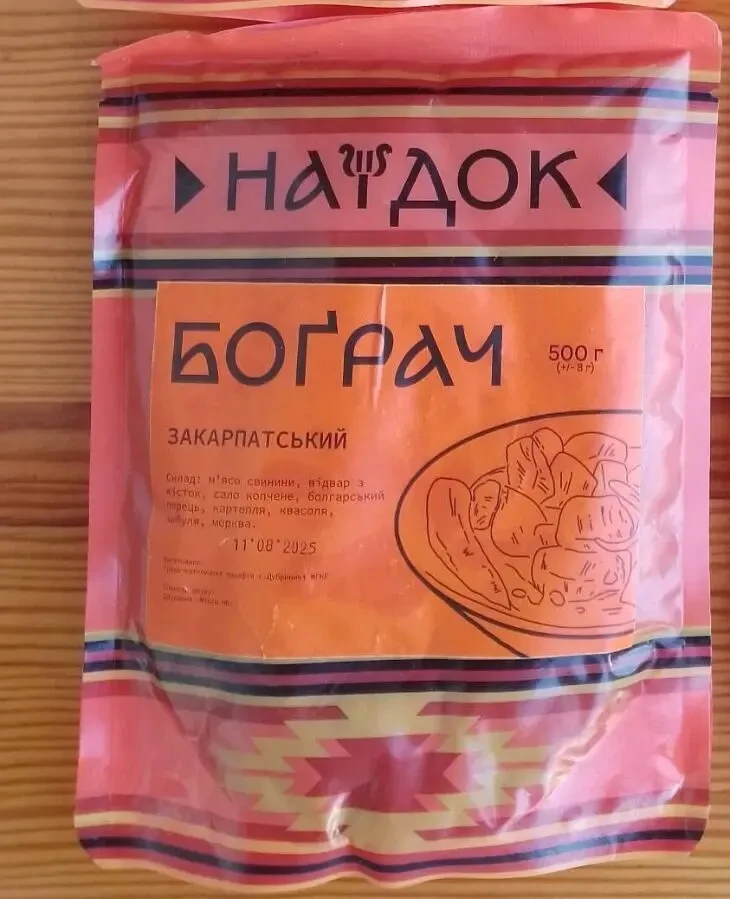 НАЇДОК
БОҐРАЧ
500 г
(+/- 8 г)
ЗАКАРПАТСЬКИЙ
Склад: м'ясо свинини, відвар з
кісток, сало копчене, болгарський
перець, картопля, квасоля,
цибуля, морква.
11*08*2025